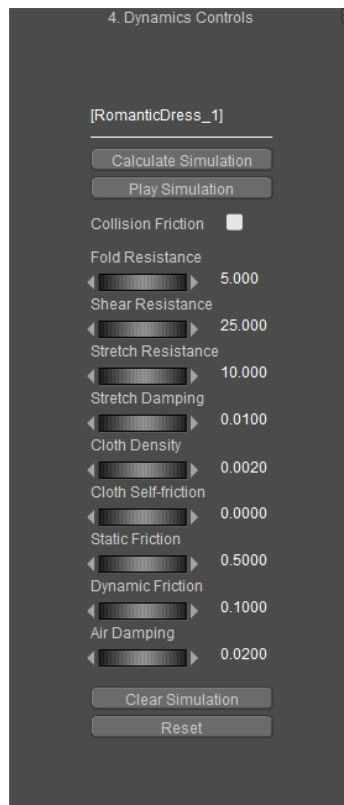 4. Dynamics Controls
[RomanticDress_1]
Calculate Simulation
Play Simulation
Collision Friction
Fold Resistance
5.000
Shear Resistance
25.000
Stretch Resistance
10.000
Stretch Damping
0.0100
Cloth Density
0.0020
Cloth Self-friction
0.0000
Static Friction
0.5000
Dynamic Friction
0.1000
Air Damping
0.0200
Clear Simulation
Reset